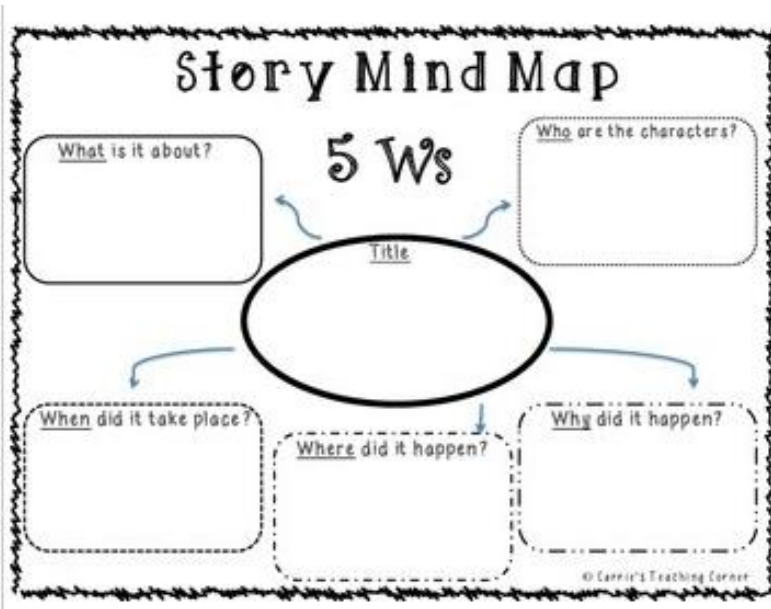 Story Mind Map
5 Ws
What is it about?
Who are the characters?
Title
When did it take place?
Where did it happen?
Why did it happen?
© Carrie's Teaching Corner